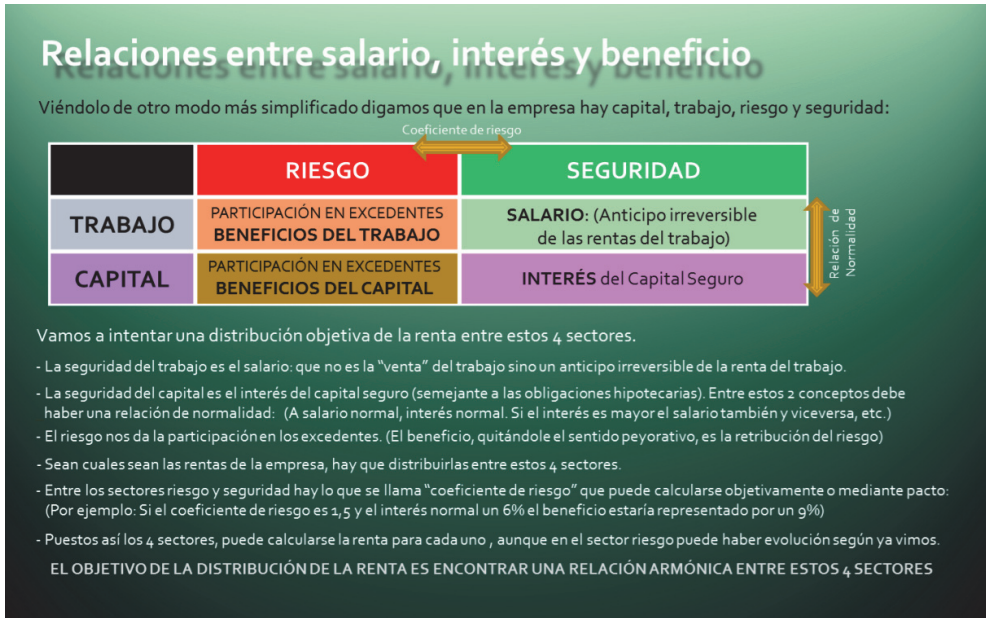 Relaciones entre salario, interés y beneficio
Viéndolo de otro modo más simplificado digamos que en la empresa hay capital, trabajo, riesgo y seguridad:
Coeficiente de riesgo
RIESGO
SEGURIDAD
TRABAJO
PARTICIPACIÓN EN EXCEDENTES
BENEFICIOS DEL TRABAJO
SALARIO: (Anticipo irreversible
de las rentas del trabajo)
CAPITAL
PARTICIPACIÓN EN EXCEDENTES
BENEFICIOS DEL CAPITAL
INTERÉS del Capital Seguro
Relación de
Normalidad
Vamos a intentar una distribución objetiva de la renta entre estos 4 sectores.
- La seguridad del trabajo es el salario: que no es la “venta” del trabajo sino un anticipo irreversible de la renta del trabajo.
- La seguridad del capital es el interés del capital seguro (semejante a las obligaciones hipotecarias). Entre estos 2 conceptos debe
haber una relación de normalidad: (A salario normal, interés normal. Si el interés es mayor el salario también y viceversa, etc.)
- El riesgo nos da la participación en los excedentes. (El beneficio, quitándole el sentido peyorativo, es la retribución del riesgo)
- Sean cuales sean las rentas de la empresa, hay que distribuirlas entre estos 4 sectores.
- Entre los sectores riesgo y seguridad hay lo que se llama “coeficiente de riesgo” que puede calcularse objetivamente o mediante pacto:
(Por ejemplo: Si el coeficiente de riesgo es 1,5 y el interés normal un 6% el beneficio estaría representado por un 9%)
- Puestos así los 4 sectores, puede calcularse la renta para cada uno , aunque en el sector riesgo puede haber evolución según ya vimos.
EL OBJETIVO DE LA DISTRIBUCIÓN DE LA RENTA ES ENCONTRAR UNA RELACIÓN ARMÓNICA ENTRE ESTOS 4 SECTORES